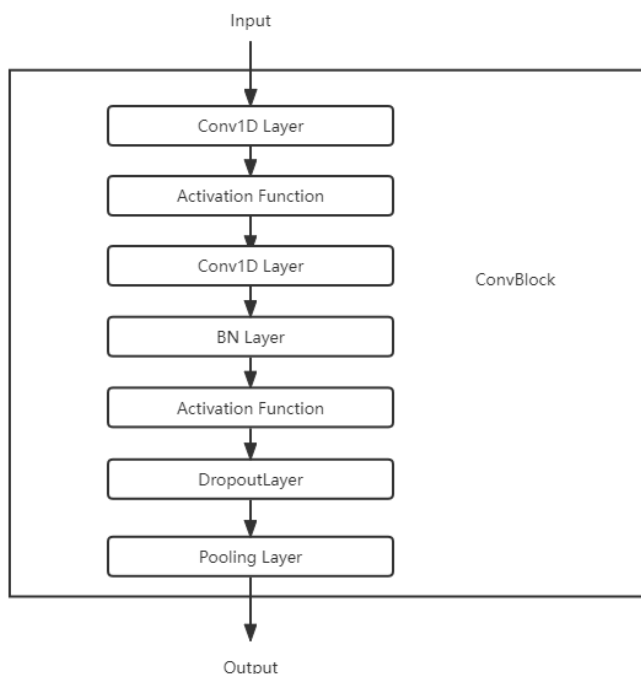 Input
Conv1D Layer
Activation Function
Conv1D Layer
ConvBlock
BN Layer
Activation Function
DropoutLayer
Pooling Layer
Output